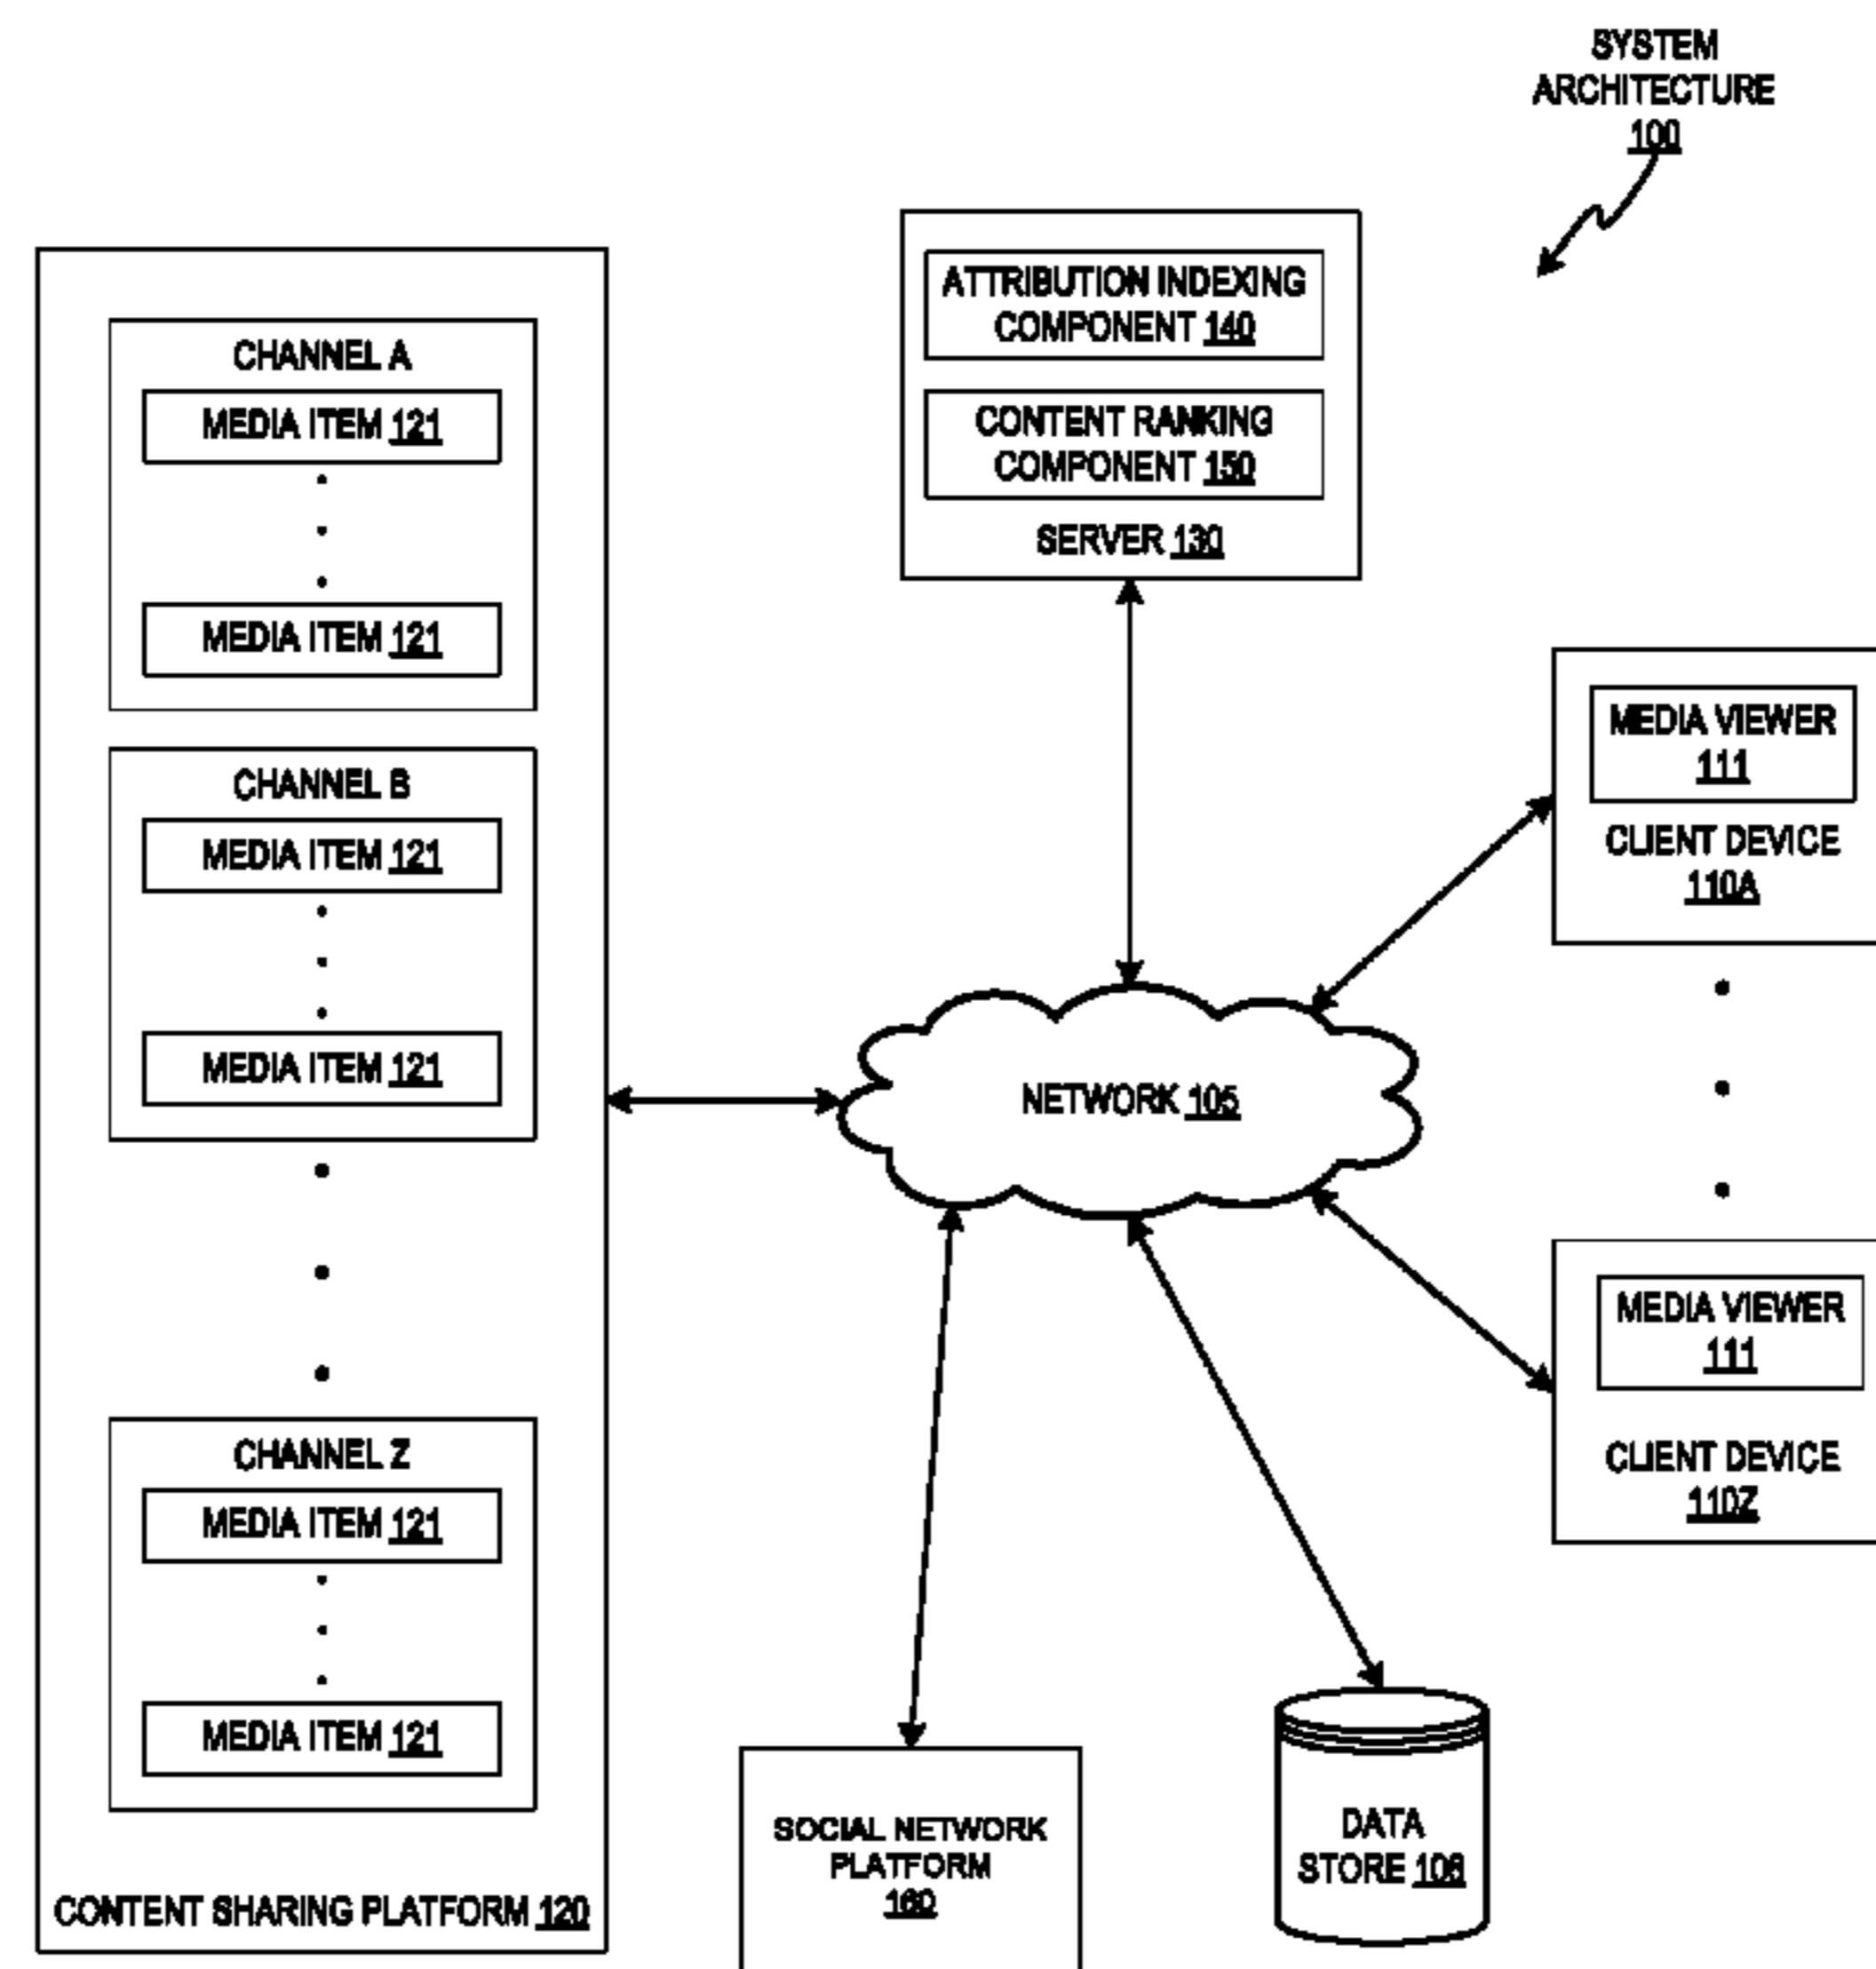 SYSTEM
ARCHITECTURE
100
ATTRIBUTION INDEXING
COMPONENT 140
CONTENT RANKING
COMPONENT 150
SERVER 130
CHANNEL A
MEDIA ITEM 121
MEDIA ITEM 121
CHANNEL B
MEDIA ITEM 121
MEDIA ITEM 121
CHANNEL Z
MEDIA ITEM 121
MEDIA ITEM 121
CONTENT SHARING PLATFORM 120
NETWORK 105
MEDIA VIEWER
111
CLIENT DEVICE
110A
MEDIA VIEWER
111
CLIENT DEVICE
110Z
SOCIAL NETWORK
PLATFORM
160
DATA
STORE 106